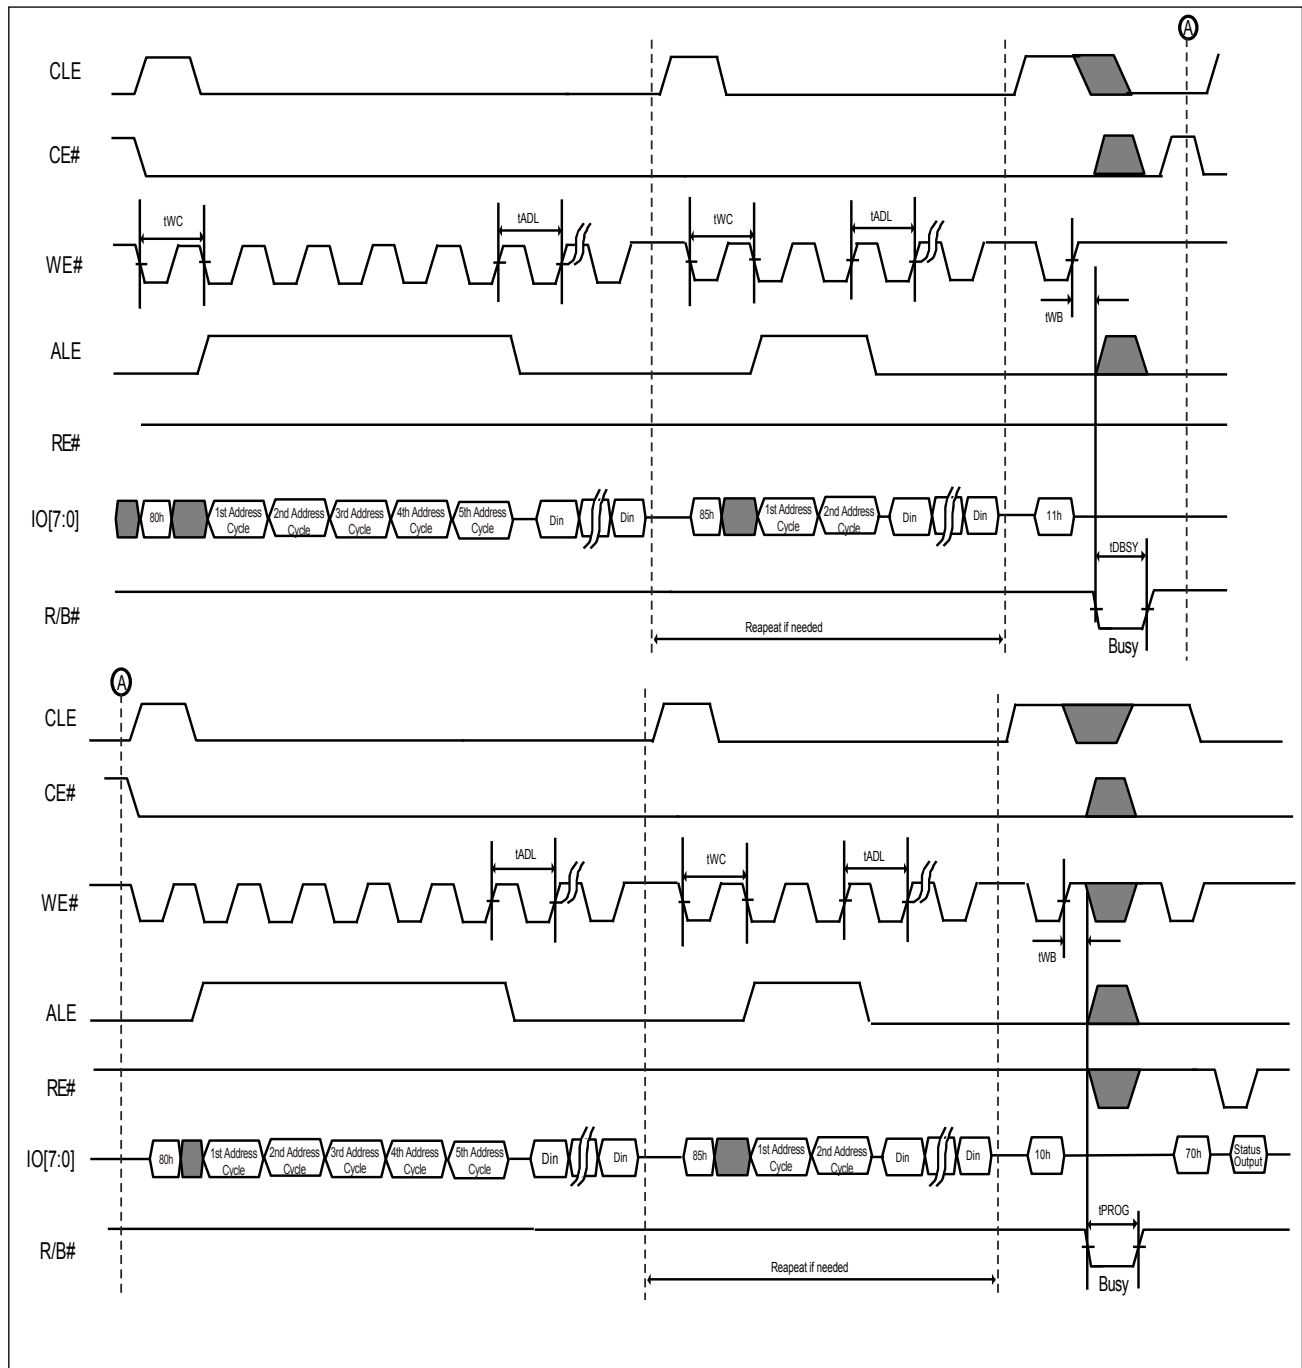 A
CLE
CE#
tWC
tADL
tWC
tADL
WE#
tWB
ALE
RE#
IO[7:0]
80h
1st Address Cycle
2nd Address Cycle
3rd Address Cycle
4th Address Cycle
5th Address Cycle
Din
Din
85h
1st Address Cycle
2nd Address Cycle
Din
Din
11h
tDBSY
R/B#
Reapeat if needed
Busy
A
CLE
CE#
tADL
tWC
tADL
WE#
tWB
ALE
RE#
IO[7:0]
80h
1st Address Cycle
2nd Address Cycle
3rd Address Cycle
4th Address Cycle
5th Address Cycle
Din
Din
85h
1st Address Cycle
2nd Address Cycle
Din
Din
10h
70h
Status Output
tPROG
R/B#
Reapeat if needed
Busy